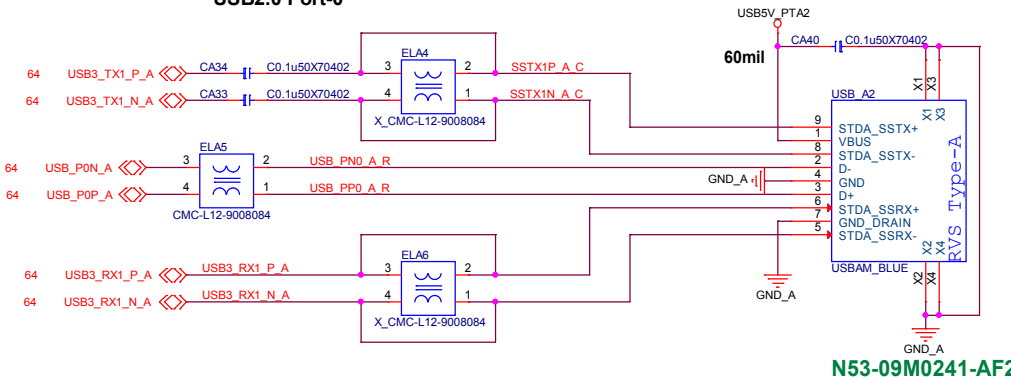 USB2.0 Port-0
USB5V_PTA2
CA40 C0.1u50X70402
60mil
ELA4
64 USB3_TX1_P_A CA34 C0.1u50X70402 3 2 SSTX1P_A_C
64 USB3_TX1_N_A CA33 C0.1u50X70402 4 1 SSTX1N_A_C
X_CMC-L12-9008084
X1 X3
USB_A2
X1 X3
9 STDA_SSTX+
1 VBUS
8 STDA_SSTX-
2 D-
4 GND
3 D+
6 STDA_SSRX+
7 GND_DRAIN
5 STDA_SSRX-
RVS Type-A
X2 X4
USBAM_BLUE
X2 X4
ELA5
64 USB_P0N_A 3 2 USB_PN0_A_R
64 USB_P0P_A 4 1 USB_PP0_A_R
CMC-L12-9008084
GND_A
ELA6
64 USB3_RX1_P_A USB3_RX1_P_A 3 2
64 USB3_RX1_N_A USB3_RX1_N_A 4 1
X_CMC-L12-9008084
GND_A
GND_A
N53-09M0241-AF2